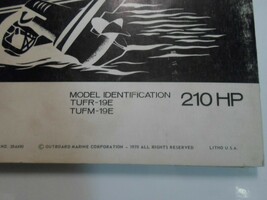 MODEL IDENTIFICATION
TUFR-19E
TUFM-19E
210 HP
© OUTBOARD MARINE CORPORATION - 1979 ALL RIGHTS RESERVED
LITHO U.S.A.